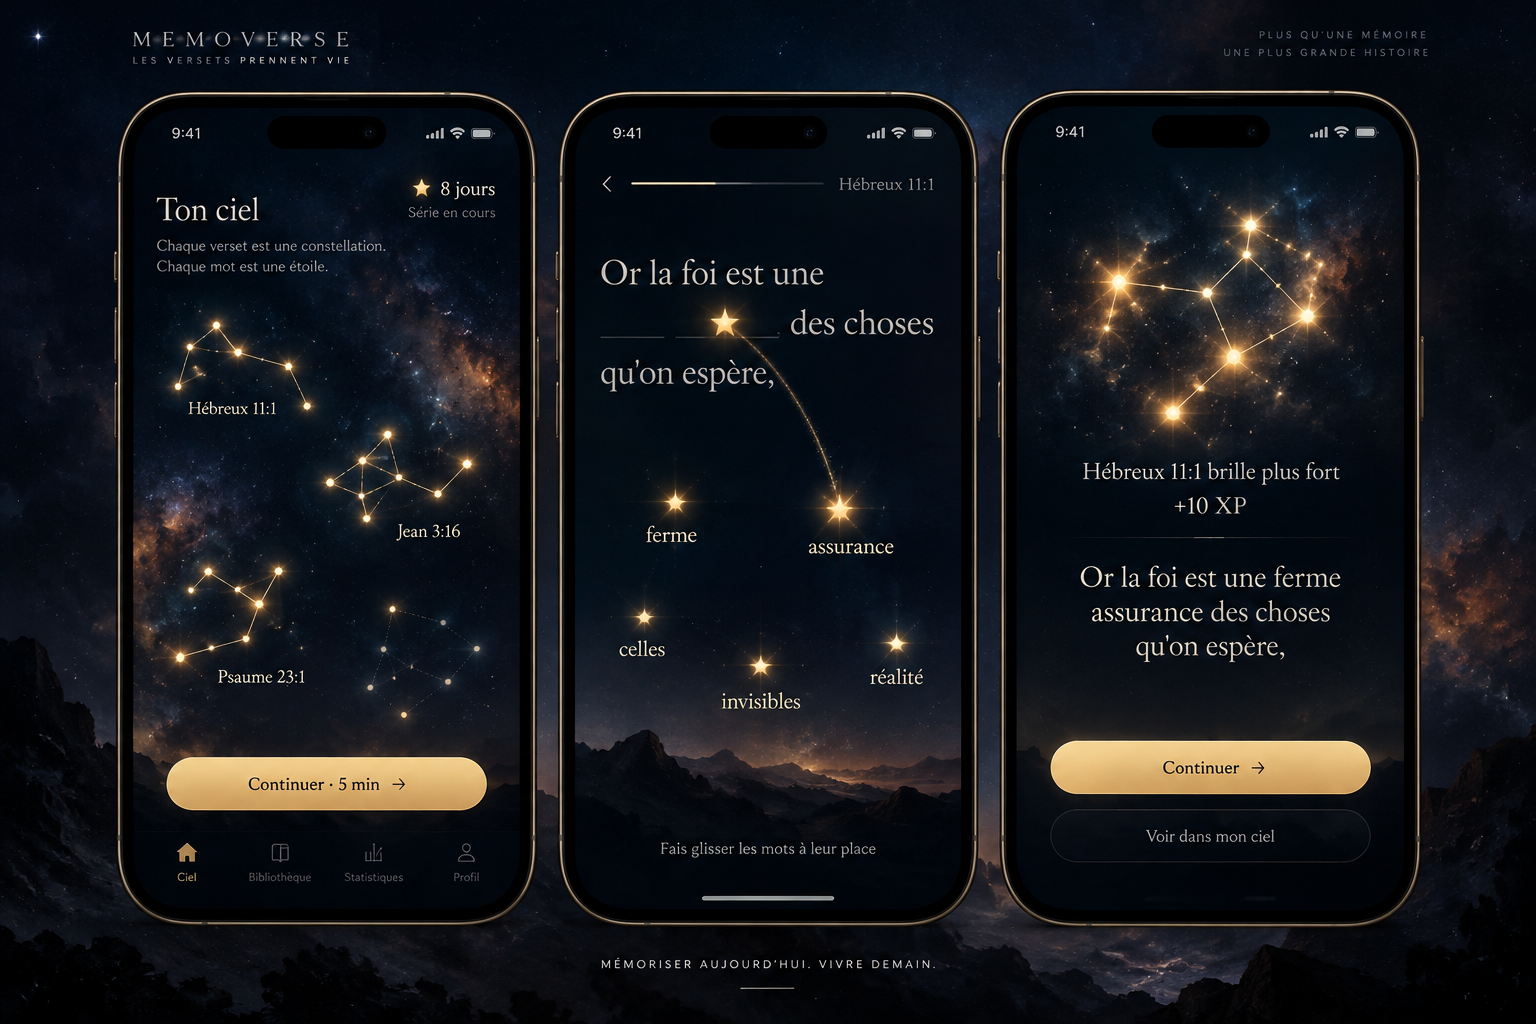 MEMOVERSE
LES VERSETS PRENNENT VIE
PLUS QU'UNE MÉMOIRE
UNE PLUS GRANDE HISTOIRE
9:41
8 jours
Série en cours
Ton ciel
Chaque verset est une constellation.
Chaque mot est une étoile.
Hébreux 11:1
Jean 3:16
Psaume 23:1
Continuer · 5 min →
Ciel
Bibliothèque
Statistiques
Profil
9:41
Hébreux 11:1
Or la foi est une
des choses
qu'on espère,
ferme
assurance
celles
réalité
invisibles
Fais glisser les mots à leur place
9:41
Hébreux 11:1 brille plus fort
+10 XP
Or la foi est une ferme
assurance des choses
qu'on espère,
Continuer →
Voir dans mon ciel
MÉMORISER AUJOURD'HUI. VIVRE DEMAIN.